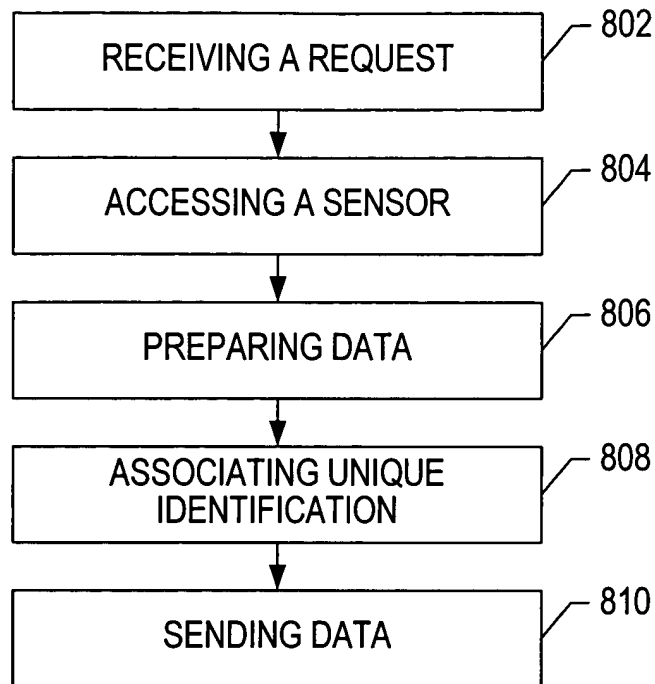 RECEIVING A REQUEST
802
ACCESSING A SENSOR
804
PREPARING DATA
806
ASSOCIATING UNIQUE
IDENTIFICATION
808
SENDING DATA
810